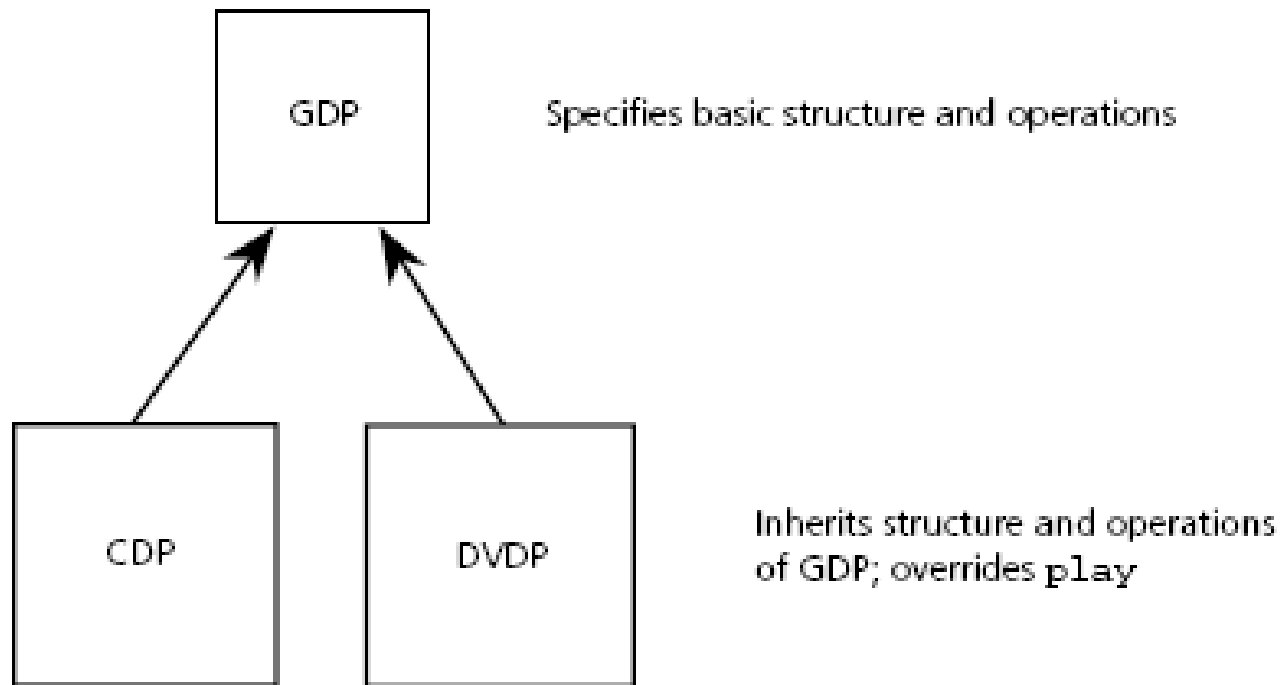 GDP
Specifies basic structure and operations
CDP
DVDP
Inherits structure and operations
of GDP; overrides play